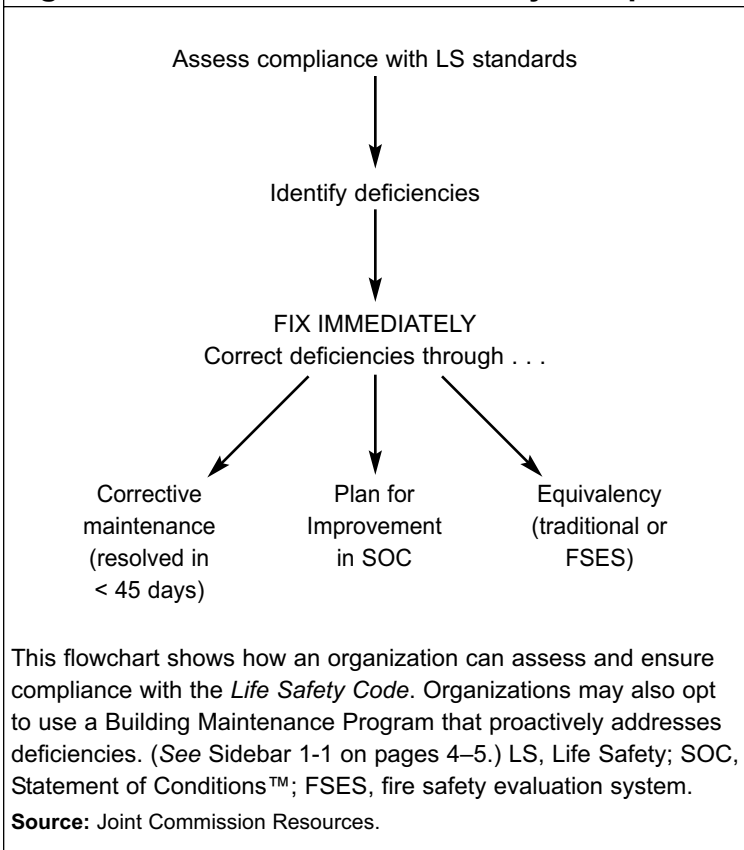 Assess compliance with LS standards
Identify deficiencies
FIX IMMEDIATELY
Correct deficiencies through . . .
Corrective
maintenance
(resolved in
< 45 days)
Plan for
Improvement
in SOC
Equivalency
(traditional or
FSES)
This flowchart shows how an organization can assess and ensure
compliance with the Life Safety Code. Organizations may also opt
to use a Building Maintenance Program that proactively addresses
deficiencies. (See Sidebar 1-1 on pages 4–5.) LS, Life Safety; SOC,
Statement of Conditions™; FSES, fire safety evaluation system.
Source: Joint Commission Resources.